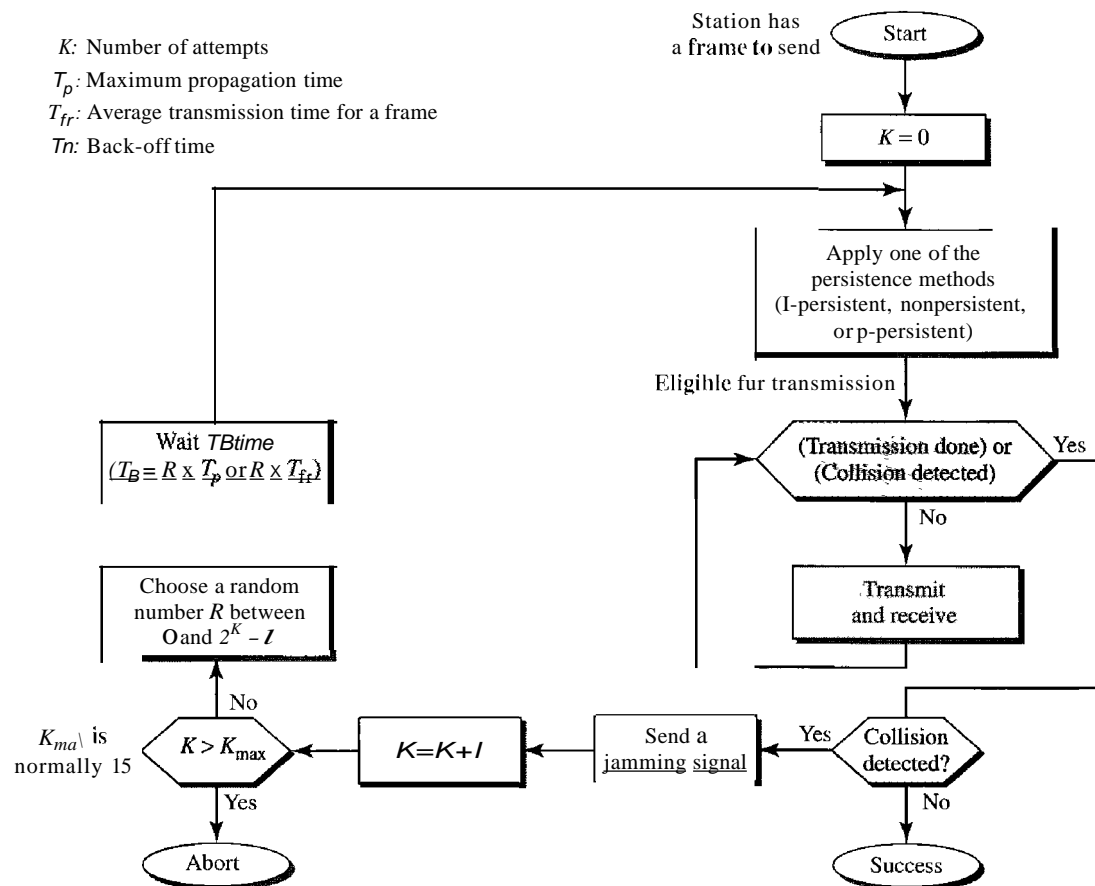 K: Number of attempts
Tp: Maximum propagation time
Tfr: Average transmission time for a frame
Tn: Back-off time
Station has
a frame to send
Start
K = 0
Apply one of the
persistence methods
(I-persistent, nonpersistent,
or p-persistent)
Eligible fur transmission
(Transmission done) or
(Collision detected)
Yes
No
Transmit
and receive
Wait TBtime
(TB = R x Tp or R x Tfr)
Choose a random
number R between
0 and 2^K - l
No
K > Kmax
Kma\ is
normally 15
Yes
Abort
K=K+l
Send a
jamming signal
Yes
Collision
detected?
No
Success